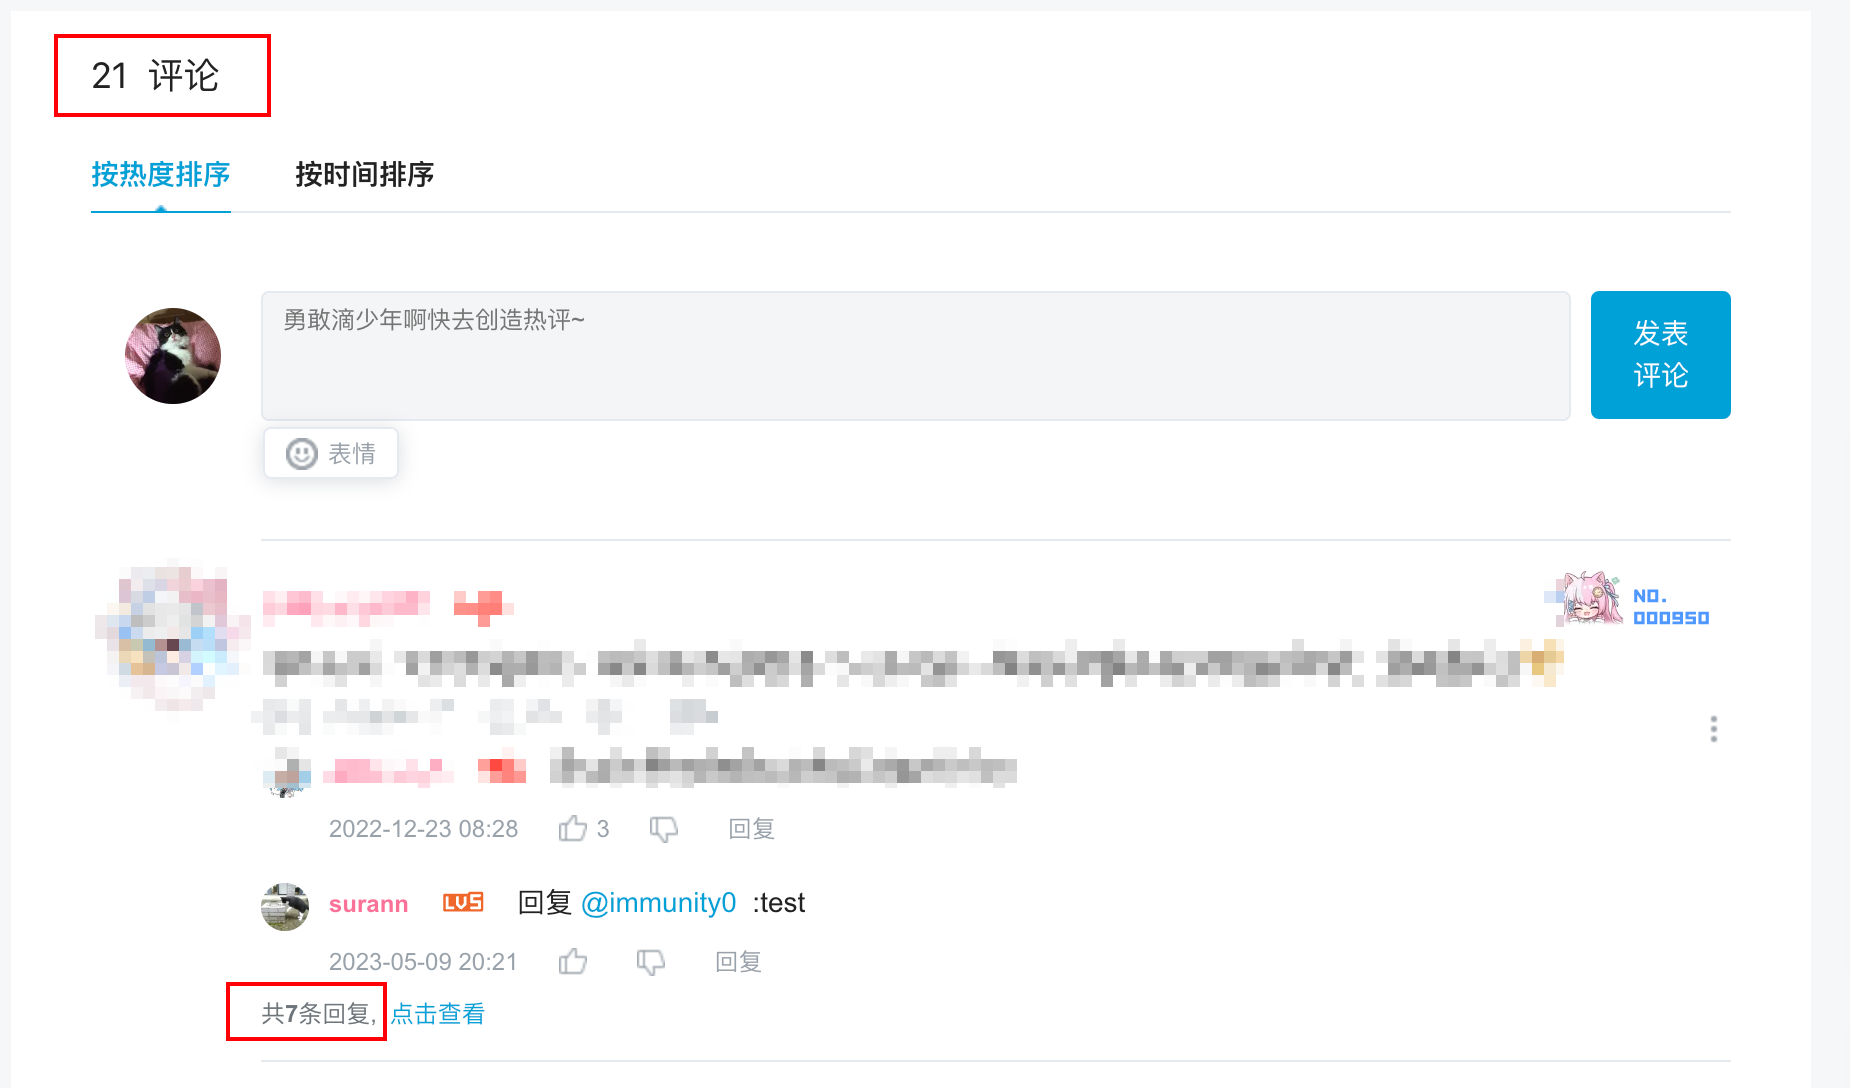 21 评论
按热度排序 按时间排序
勇敢滴少年啊快去创造热评~
发表
评论
表情
NO.
000950
2022-12-23 08:28 3 回复
surann LV5 回复 @immunity0 :test
2023-05-09 20:21 回复
共7条回复, 点击查看